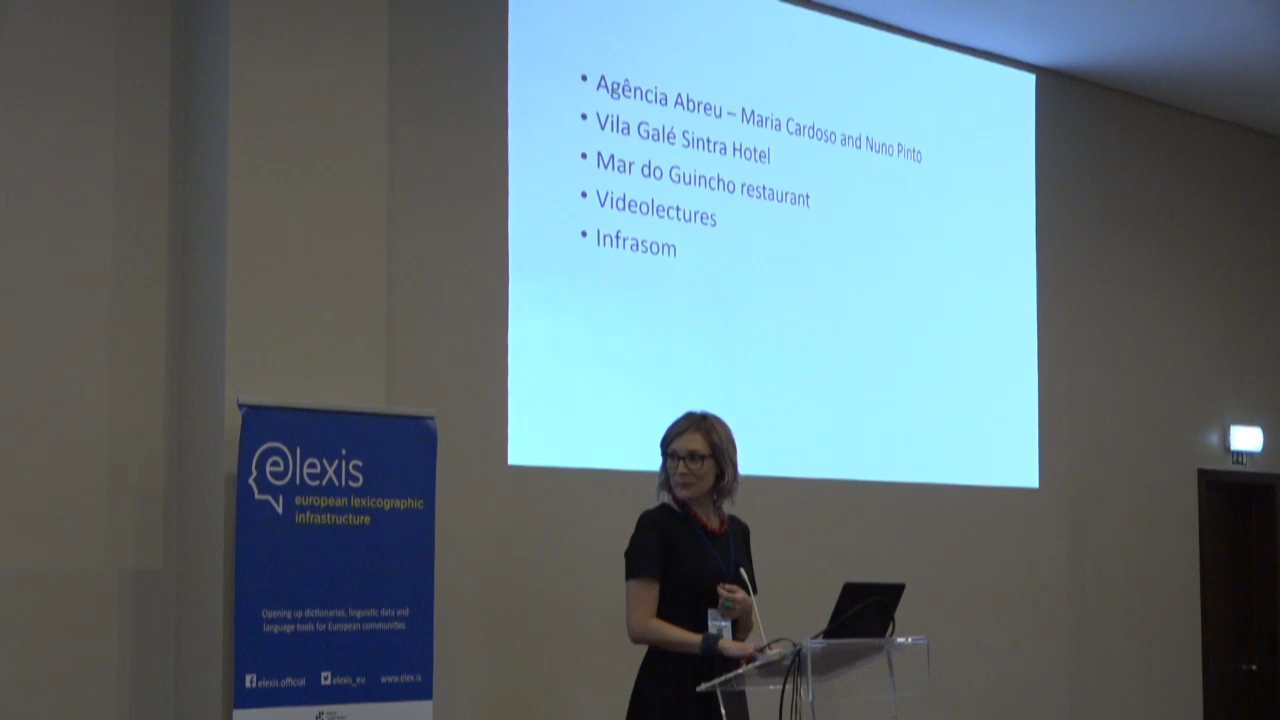 • Agência Abreu – Maria Cardoso and Nuno Pinto
• Vila Galé Sintra Hotel
• Mar do Guincho restaurant
• Videolectures
• Infrasom
elexis
european lexicographic
infrastructure
Opening up dictionaries, linguistic data and
language tools for European communities.
elexis.official elexis_eu www.elex.is